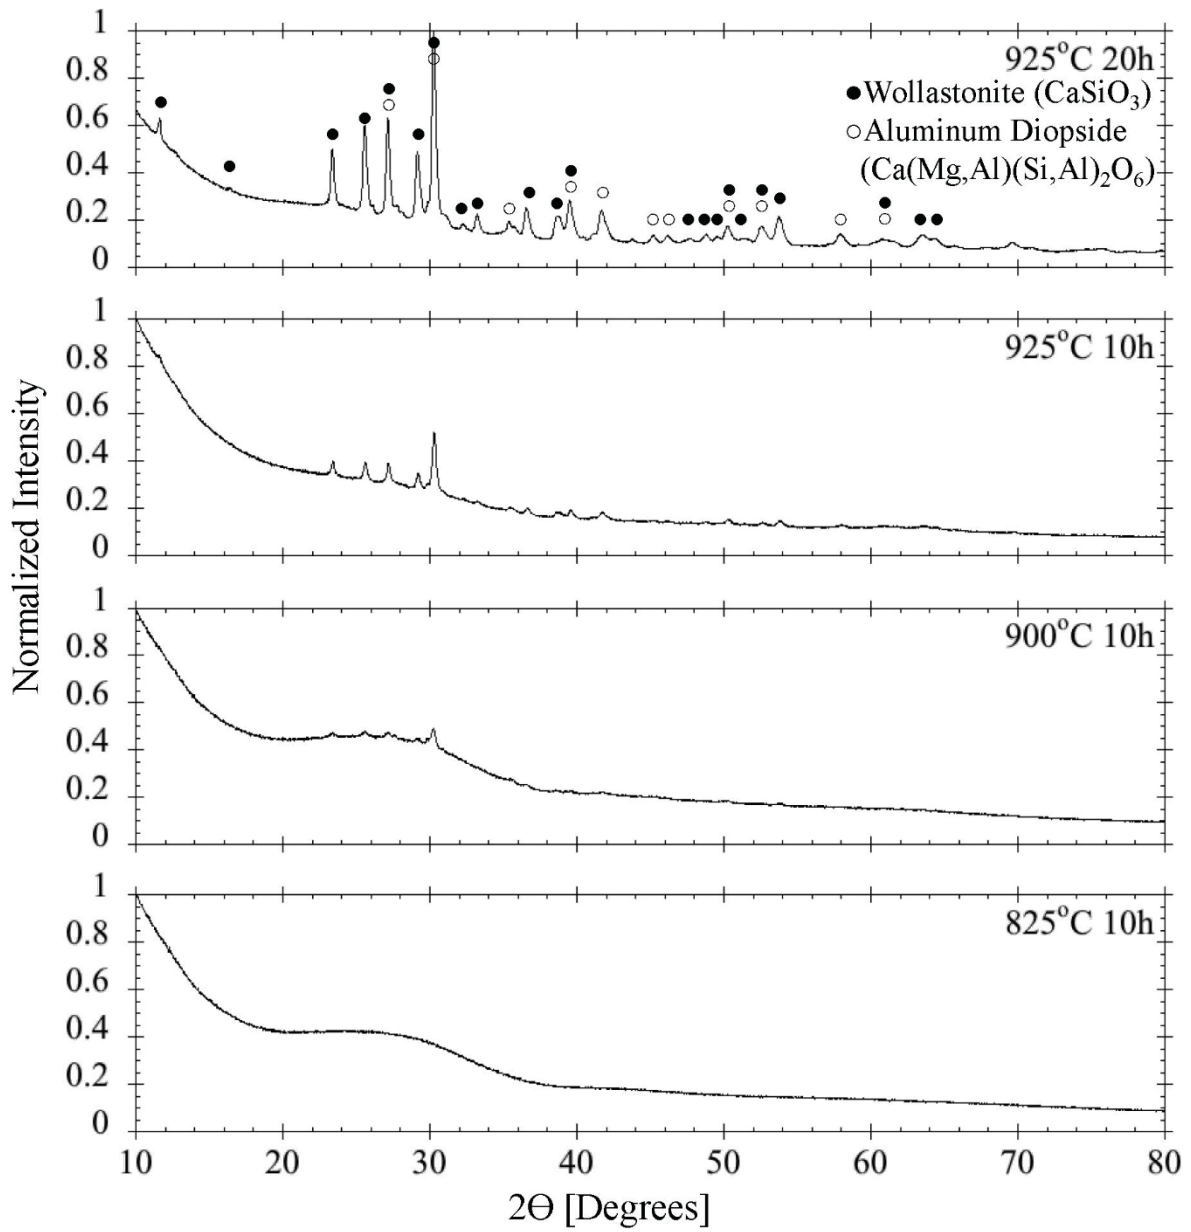 1
0.8
0.6
0.4
0.2
0
925°C 20h
●Wollastonite (CaSiO₃)
○Aluminum Diopside
(Ca(Mg,Al)(Si,Al)₂O₆)
1
0.8
0.6
0.4
0.2
0
925°C 10h
Normalized Intensity
1
0.8
0.6
0.4
0.2
0
900°C 10h
1
0.8
0.6
0.4
0.2
0
825°C 10h
10 20 30 40 50 60 70 80
2Θ [Degrees]